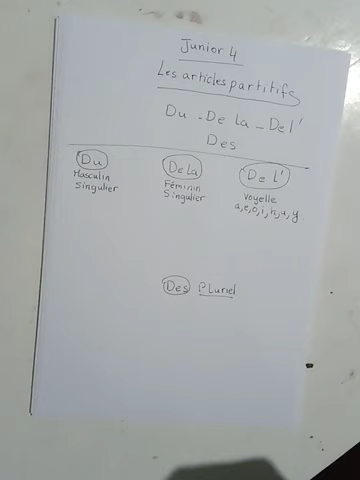 Junior 4
Les articles partitifs
Du - De la - De l'
Des
Du
Masculin
singulier
De la
Féminin
Singulier
De l'
Voyelle
a, e, o, i, h, u, y
Des Pluriel